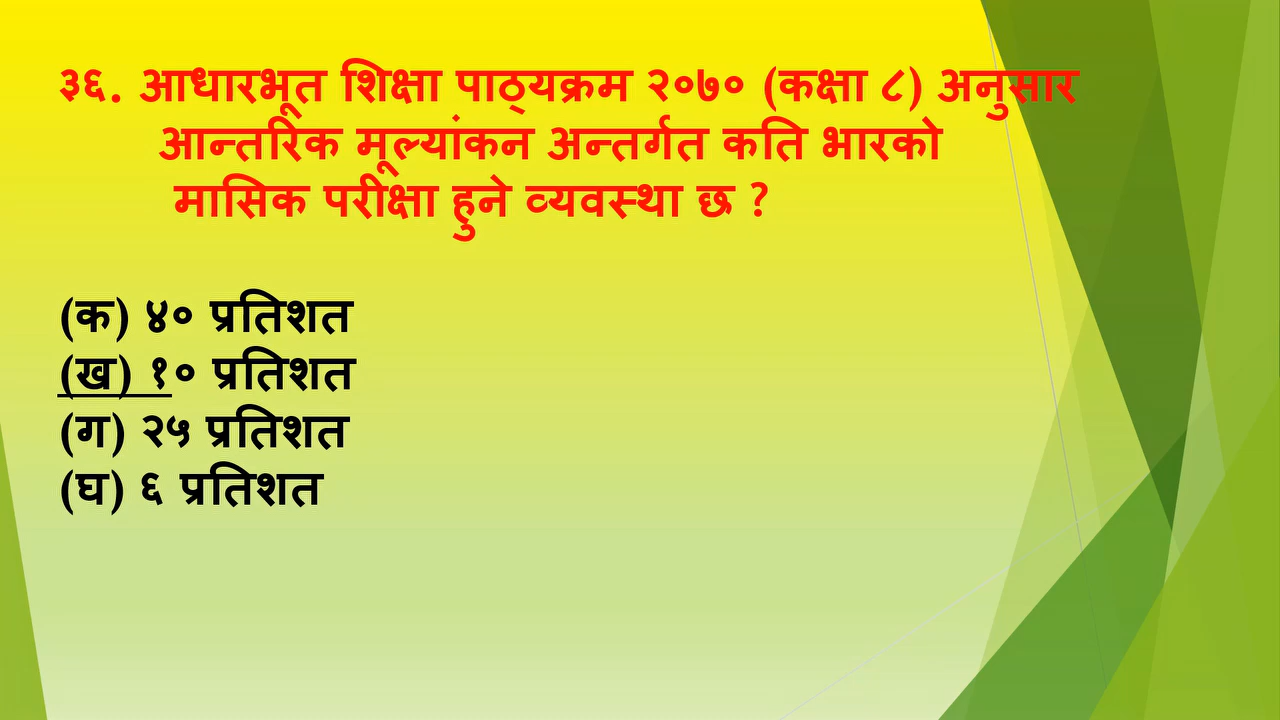 ३६. आधारभूत शिक्षा पाठ्यक्रम २०७० (कक्षा ८) अनुसार
आन्तरिक मूल्यांकन अन्तर्गत कति भारको
मासिक परीक्षा हुने व्यवस्था छ ?
(क) ४० प्रतिशत
(ख) १० प्रतिशत
(ग) २५ प्रतिशत
(घ) ६ प्रतिशत